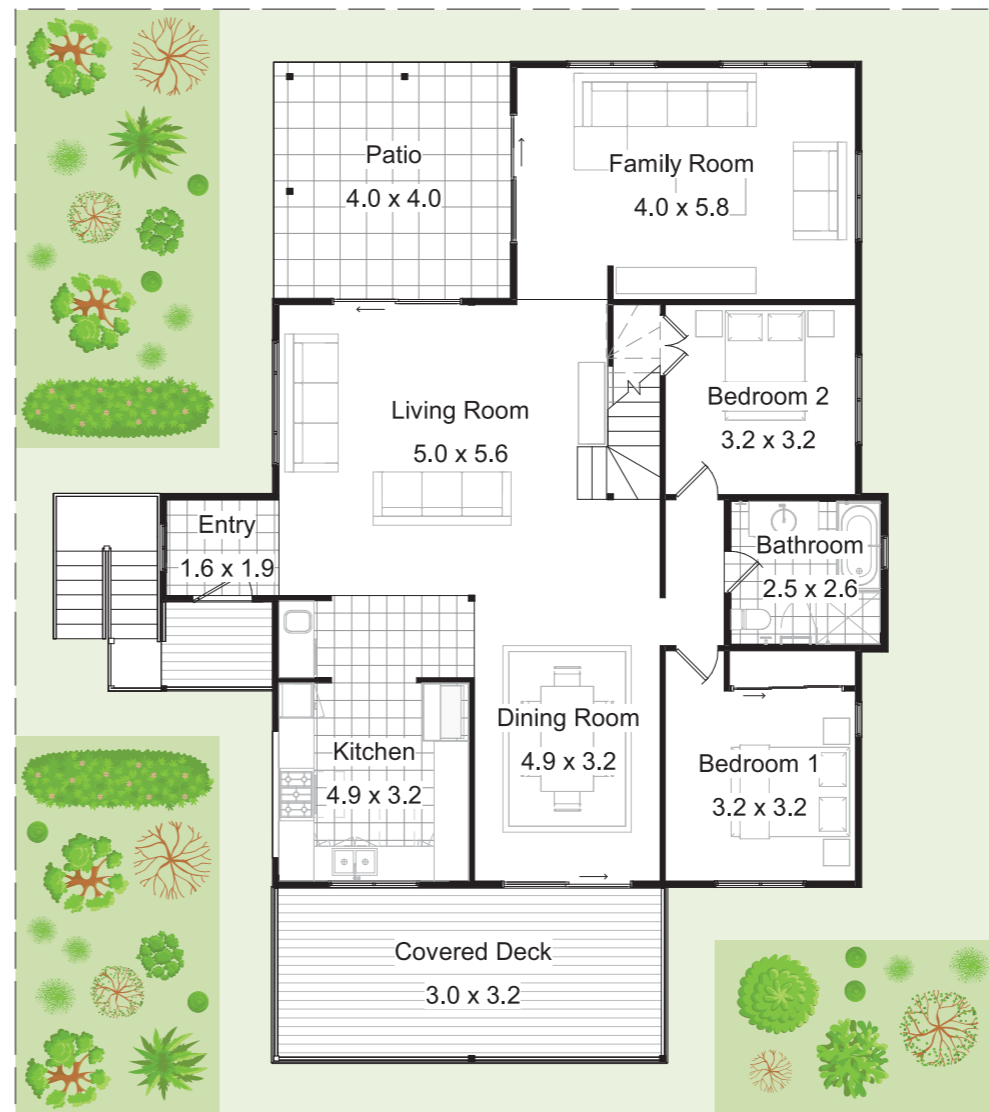 Patio
4.0 x 4.0
Family Room
4.0 x 5.8
Living Room
5.0 x 5.6
Bedroom 2
3.2 x 3.2
Entry
1.6 x 1.9
Bathroom
2.5 x 2.6
Kitchen
4.9 x 3.2
Dining Room
4.9 x 3.2
Bedroom 1
3.2 x 3.2
Covered Deck
3.0 x 3.2